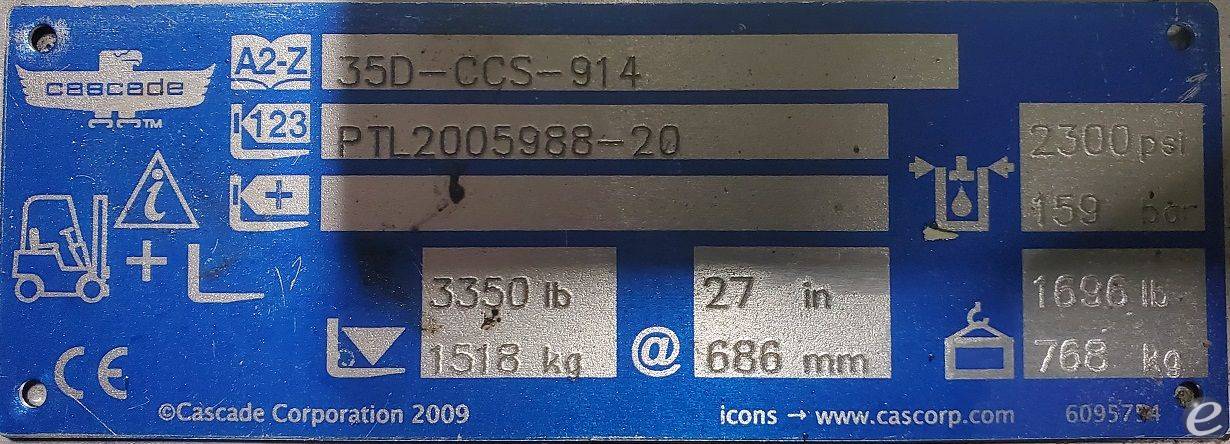 cascade
TM
A2-Z
35D-CCS-914
123
PTL2005988-20
2300 psi
159 bar
3350 lb
1518 kg
@
27 in
686 mm
1696 lb
768 kg
CE
©Cascade Corporation 2009
icons → www.cascorp.com
e